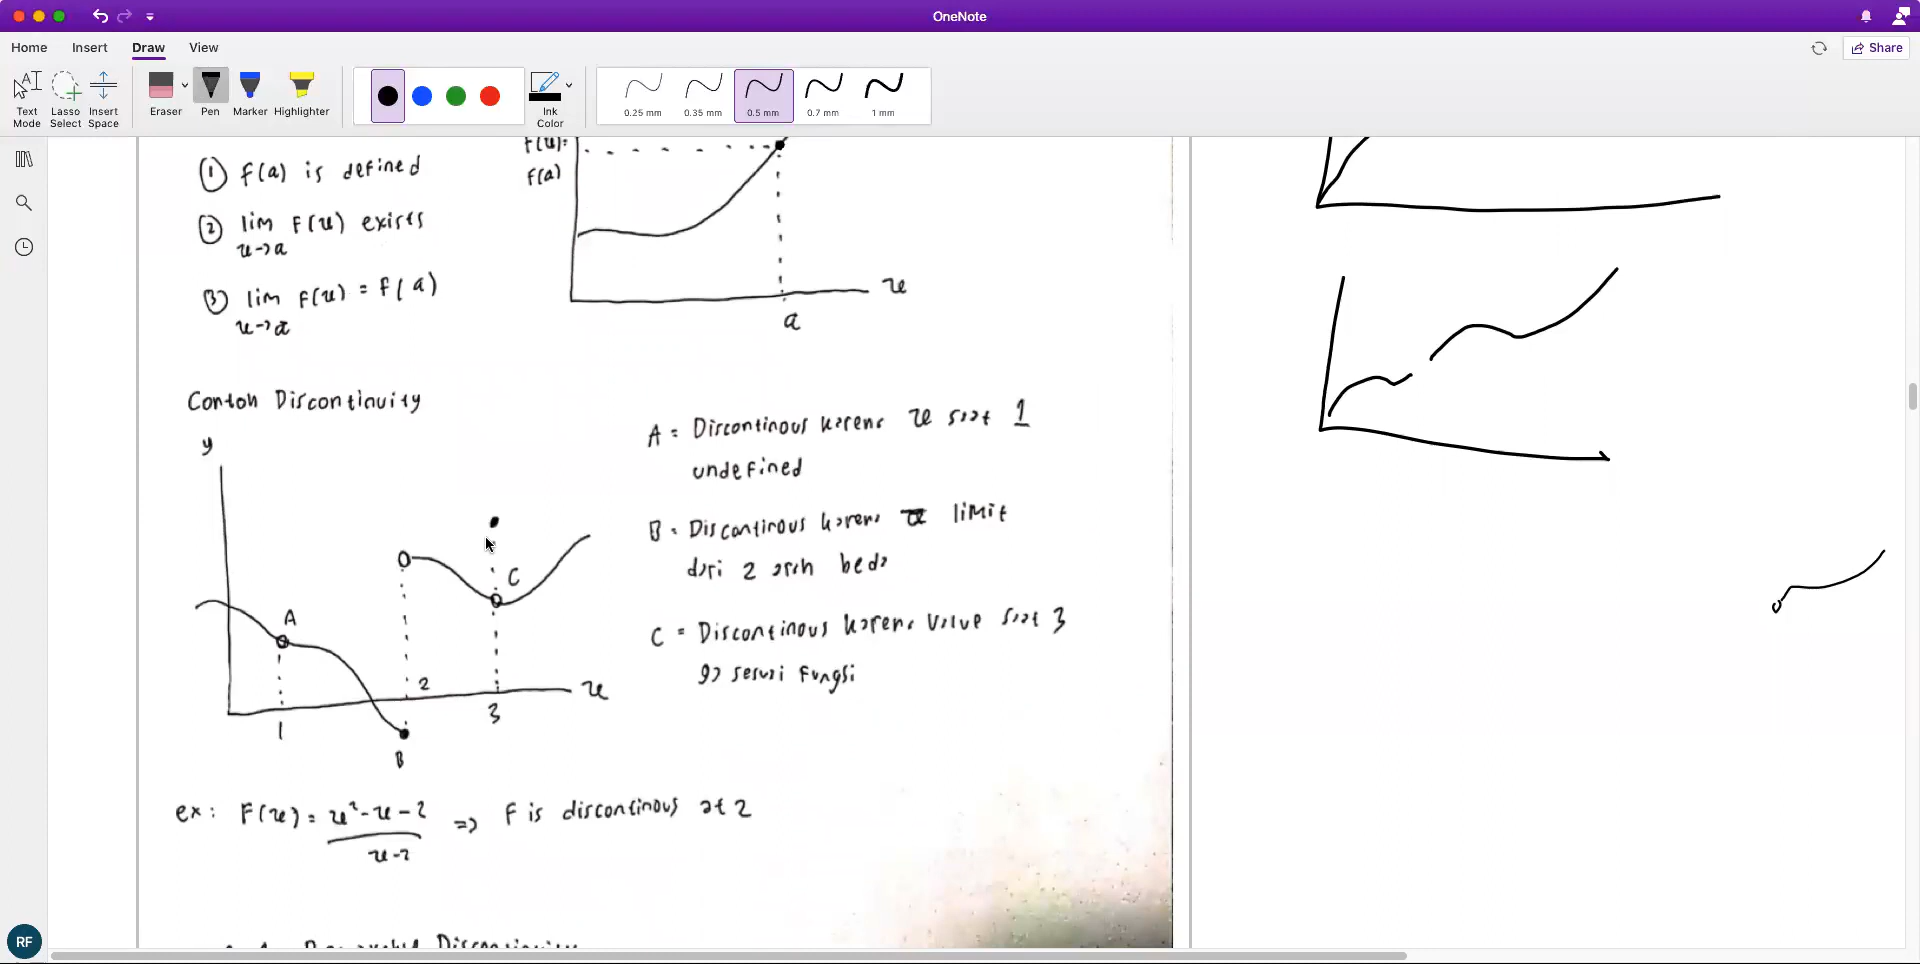 OneNote
Home Insert Draw View
Share
Text Mode
Lasso Select
Insert Space
Eraser
Pen
Marker
Highlighter
Ink Color
0.25 mm
0.35 mm
0.5 mm
0.7 mm
1 mm
① f(a) is defined
② lim f(x) exists
x→a
③ lim f(x) = f(a)
x→a
f(x)=
f(a)
x
a
Contoh Discontinuity
y
A
B
C
1
2
3
x
A = Discontinous karena x saat 1
undefined
B = Discontinous karena limit
dari 2 arah beda
C = Discontinous karena value saat 3
ga sesuai fungsi
ex: F(x) = x²-x-2 => F is discontinous at 2
x-2
Discontinuity
RF